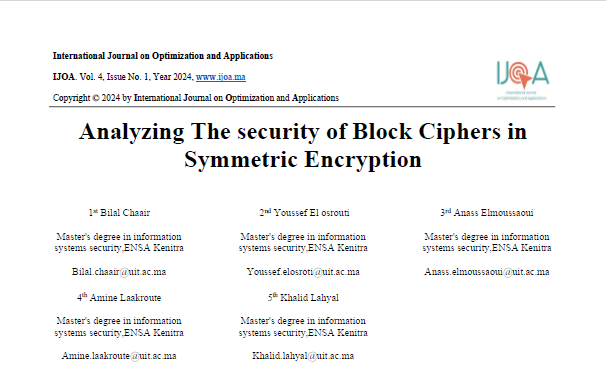 International Journal on Optimization and Applications
IJOA. Vol. 4, Issue No. 1, Year 2024, www.ijoa.ma
Copyright © 2024 by International Journal on Optimization and Applications
IJOA
International Journal
on Optimization and Applications
Analyzing The security of Block Ciphers in
Symmetric Encryption
1st Bilal Chaair
Master's degree in information
systems security,ENSA Kenitra
Bilal.chaair@uit.ac.ma
2nd Youssef El osrouti
Master's degree in information
systems security,ENSA Kenitra
Youssef.elosroti@uit.ac.ma
3rd Anass Elmoussaoui
Master's degree in information
systems security,ENSA Kenitra
Anass.elmoussaoui@uit.ac.ma
4th Amine Laakroute
Master's degree in information
systems security,ENSA Kenitra
Amine.laakroute@uit.ac.ma
5th Khalid Lahyal
Master's degree in information
systems security,ENSA Kenitra
Khalid.lahyal@uit.ac.ma